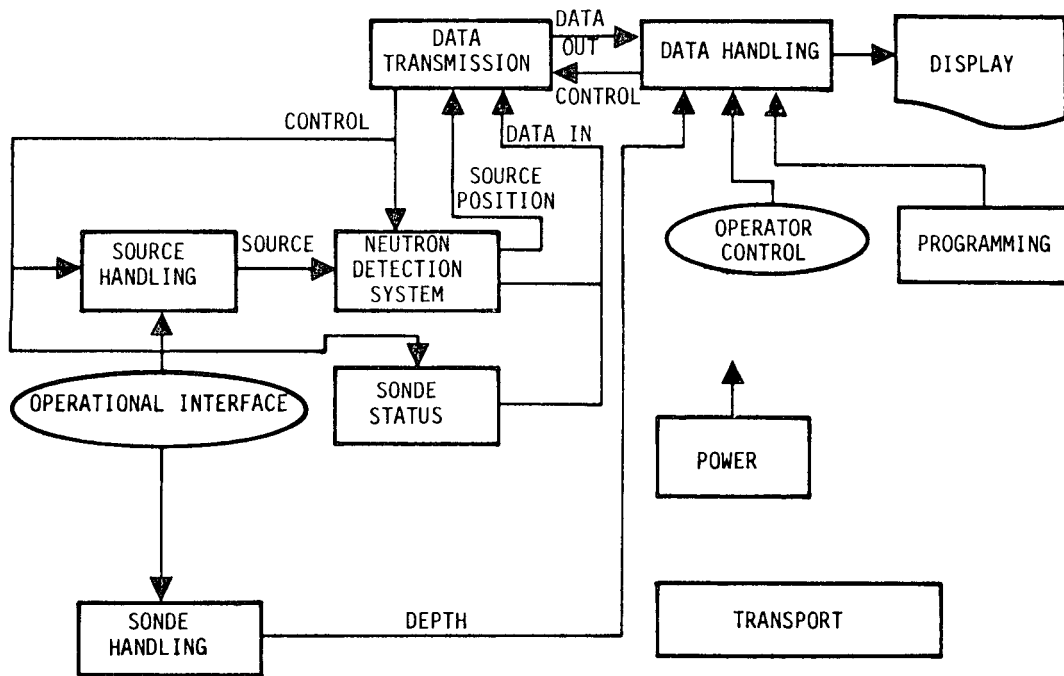 DATA
TRANSMISSION
DATA
OUT
CONTROL
DATA HANDLING
DISPLAY
CONTROL
DATA IN
SOURCE
POSITION
SOURCE
HANDLING
SOURCE
NEUTRON
DETECTION
SYSTEM
OPERATOR
CONTROL
PROGRAMMING
OPERATIONAL INTERFACE
SONDE
STATUS
POWER
SONDE
HANDLING
DEPTH
TRANSPORT